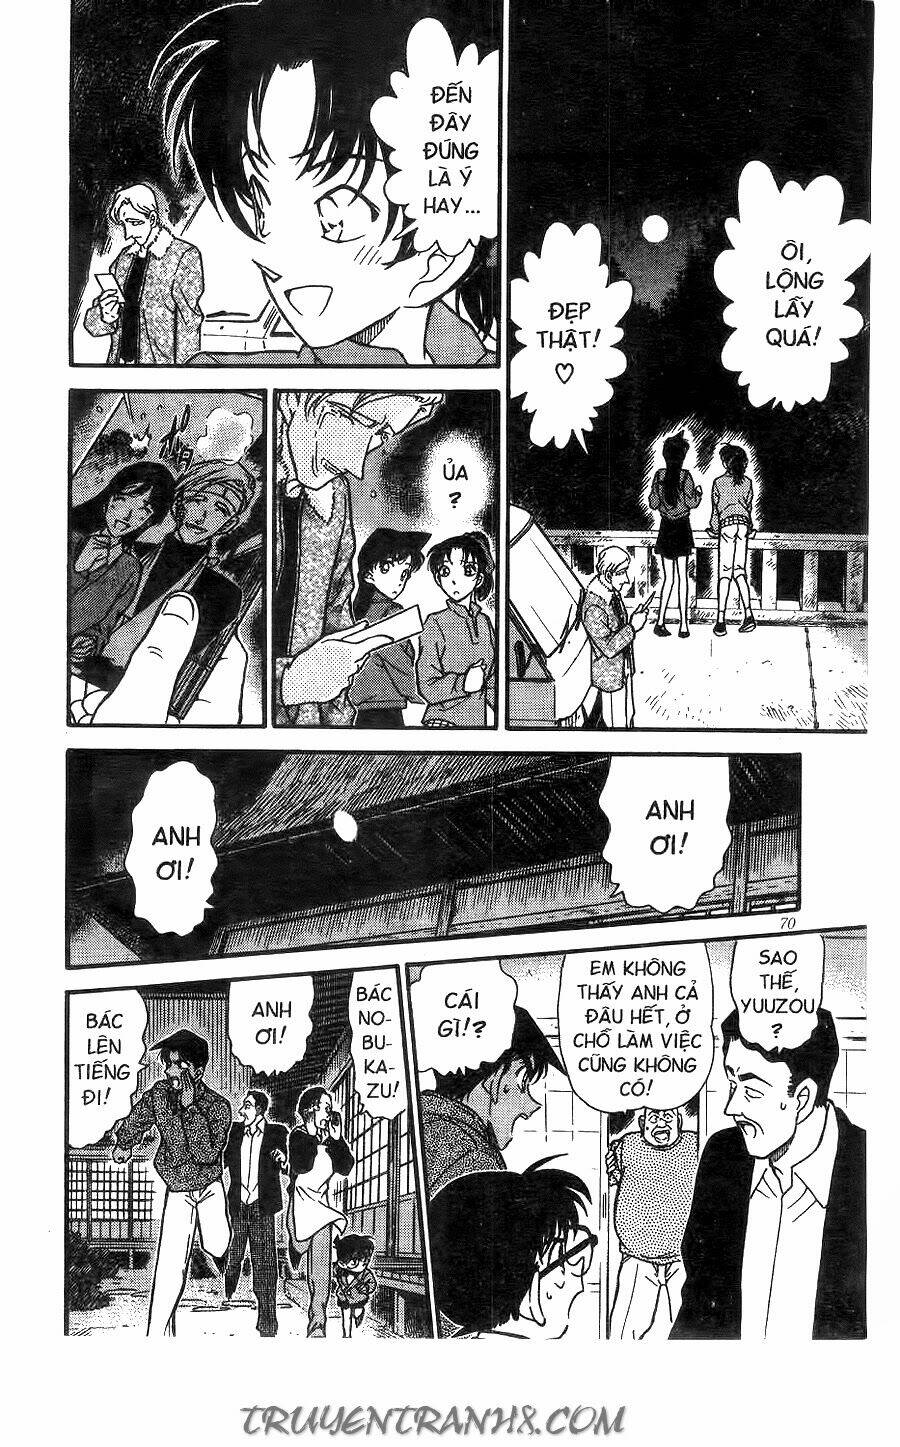 ÔI,
LỘNG
LẪY
QUÁ!
ĐẸP
THẬT!
♡
ĐẾN
ĐÂY
ĐÚNG
LÀ Ý
HAY...
ỦA
?
ANH
ƠI!
ANH
ƠI!
70
SAO
THẾ,
YUUZOU
?
EM KHÔNG
THẤY ANH CẢ
ĐÂU HẾT, Ở
CHỖ LÀM VIỆC
CŨNG KHÔNG
CÓ!
CÁI
GÌ!?
BÁC
NO-
BU-
KA-
ZU!
ANH
ƠI!
BÁC
LÊN
TIẾNG
ĐI!
TRUYENTRANH8.COM